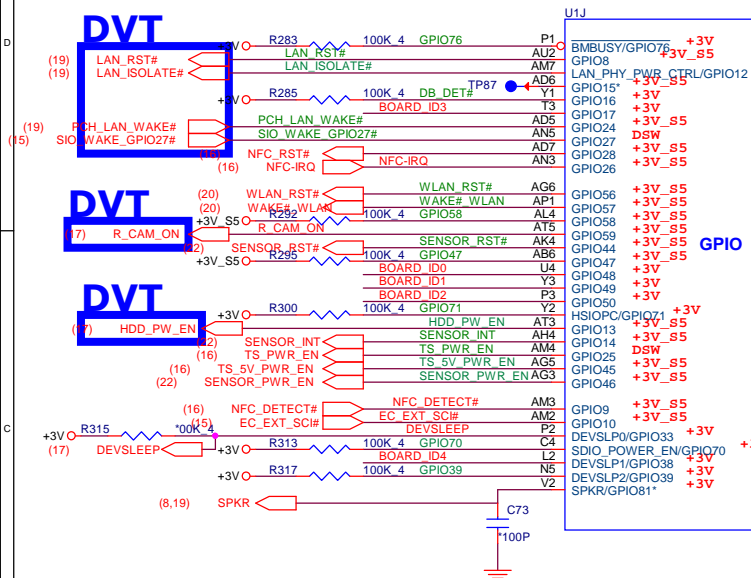 U1J
DVT
D
+3V R283 100K_4 GPIO76 P1 BMBUSY/GPIO76 +3V
(19) LAN_RST# LAN_RST# AU2 GPIO8 +3V_S5
(19) LAN_ISOLATE# LAN_ISOLATE# AM7 LAN_PHY_PWR_CTRL/GPIO12
TP87 AD6 GPIO15* +3V_S5
+3V R285 100K_4 DB_DET# Y1 GPIO16 +3V
BOARD_ID3 T3 GPIO17 +3V
(19) PCH_LAN_WAKE# PCH_LAN_WAKE# AD5 GPIO24 +3V_S5
(15) SIO_WAKE_GPIO27# SIO_WAKE_GPIO27# AN5 GPIO27 DSW
(16) NFC_RST# AD7 GPIO28 +3V_S5
(16) NFC-IRQ NFC-IRQ AN3 GPIO26 +3V_S5
(20) WLAN_RST# WLAN_RST# AG6 GPIO56 +3V_S5
DVT
(20) WAKE#_WLAN WAKE#_WLAN AP1 GPIO57 +3V_S5
+3V_S5 R292 100K_4 GPIO58 AL4 GPIO58 +3V_S5
(17) R_CAM_ON R_CAM_ON AT5 GPIO59 +3V_S5
(22) SENSOR_RST# SENSOR_RST# AK4 GPIO44 +3V_S5
GPIO
+3V_S5 R295 100K_4 GPIO47 AB6 GPIO47 +3V_S5
BOARD_ID0 U4 GPIO48 +3V
BOARD_ID1 Y3 GPIO49 +3V
DVT
BOARD_ID2 P3 GPIO50 +3V
+3V R300 100K_4 GPIO71 Y2 HSIOPC/GPIO71 +3V
(17) HDD_PW_EN HDD_PW_EN AT3 GPIO13 +3V_S5
(22) SENSOR_INT SENSOR_INT AH4 GPIO14 +3V_S5
(16) TS_PWR_EN TS_PWR_EN AM4 GPIO25 DSW
(16) TS_5V_PWR_EN TS_5V_PWR_EN AG5 GPIO45 +3V_S5
(22) SENSOR_PWR_EN SENSOR_PWR_EN AG3 GPIO46 +3V_S5
(16) NFC_DETECT# NFC_DETECT# AM3 GPIO9 +3V_S5
(15) EC_EXT_SCI# EC_EXT_SCI# AM2 GPIO10 +3V_S5
C
+3V R315 *00K_4 DEVSLEEP P2 DEVSLP0/GPIO33 +3V
(17) DEVSLEEP +3V R313 100K_4 GPIO70 C4 SDIO_POWER_EN/GPIO70
BOARD_ID4 L2 DEVSLP1/GPIO38 +3V
+3V R317 100K_4 GPIO39 N5 DEVSLP2/GPIO39 +3V
V2 SPKR/GPIO81* +3V
(8,19) SPKR
C73
*100P